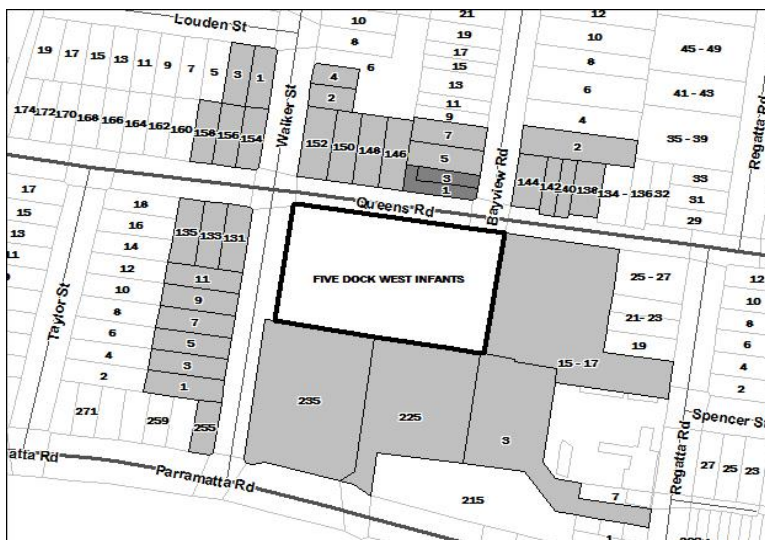 Louden St
10
8
6
21
19
17
15
13
11
9
12
10
8
6
4
45 - 49
41 - 43
35 - 39
33
31
29
19 17 15 13 11 9 7 5 3 1
4
2
7
5
3
1
2
174 172 170 168 166 164 162 160 158 156 154
Walker St
152 150 148 146
Bayview Rd
144 142 40 138 134 - 136 32
Regatta Rd
Queens Rd
17
15
13
11
18
16
14
12
10
8
6
4
2
135 133 131
11
9
7
5
3
1
Taylor St
FIVE DOCK WEST INFANTS
25 - 27
21 - 23
19
15 - 17
12
10
8
6
4
2
Spencer St
Regatta Rd
271 259 255
235
225
3
215
7
27 25 23
1
atta Rd
Parramatta Rd